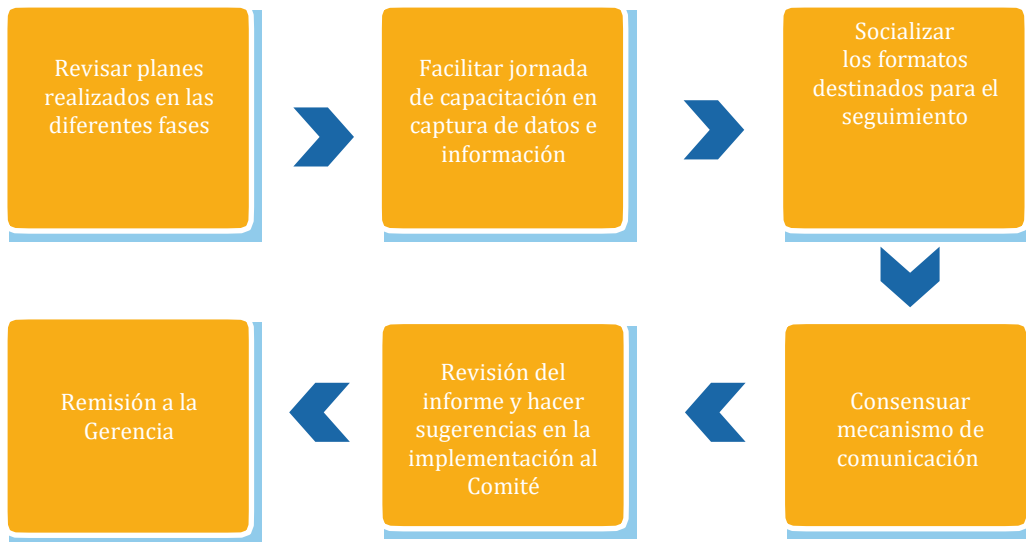 Revisar planes
realizados en las
diferentes fases
Facilitar jornada
de capacitación en
captura de datos e
información
Socializar
los formatos
destinados para el
seguimiento
Consensuar
mecanismo de
comunicación
Revisión del
informe y hacer
sugerencias en la
implementación al
Comité
Remisión a la
Gerencia